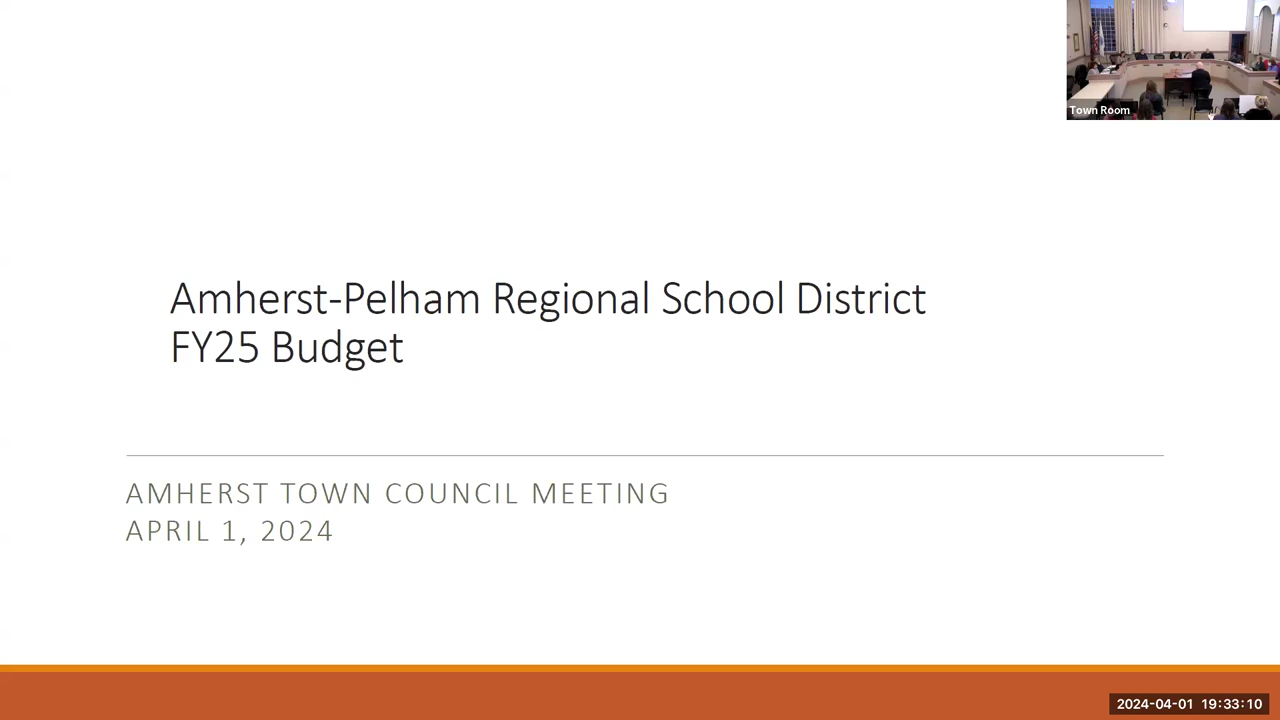 Town Room
Amherst-Pelham Regional School District
FY25 Budget
AMHERST TOWN COUNCIL MEETING
APRIL 1, 2024
2024-04-01 19:33:10